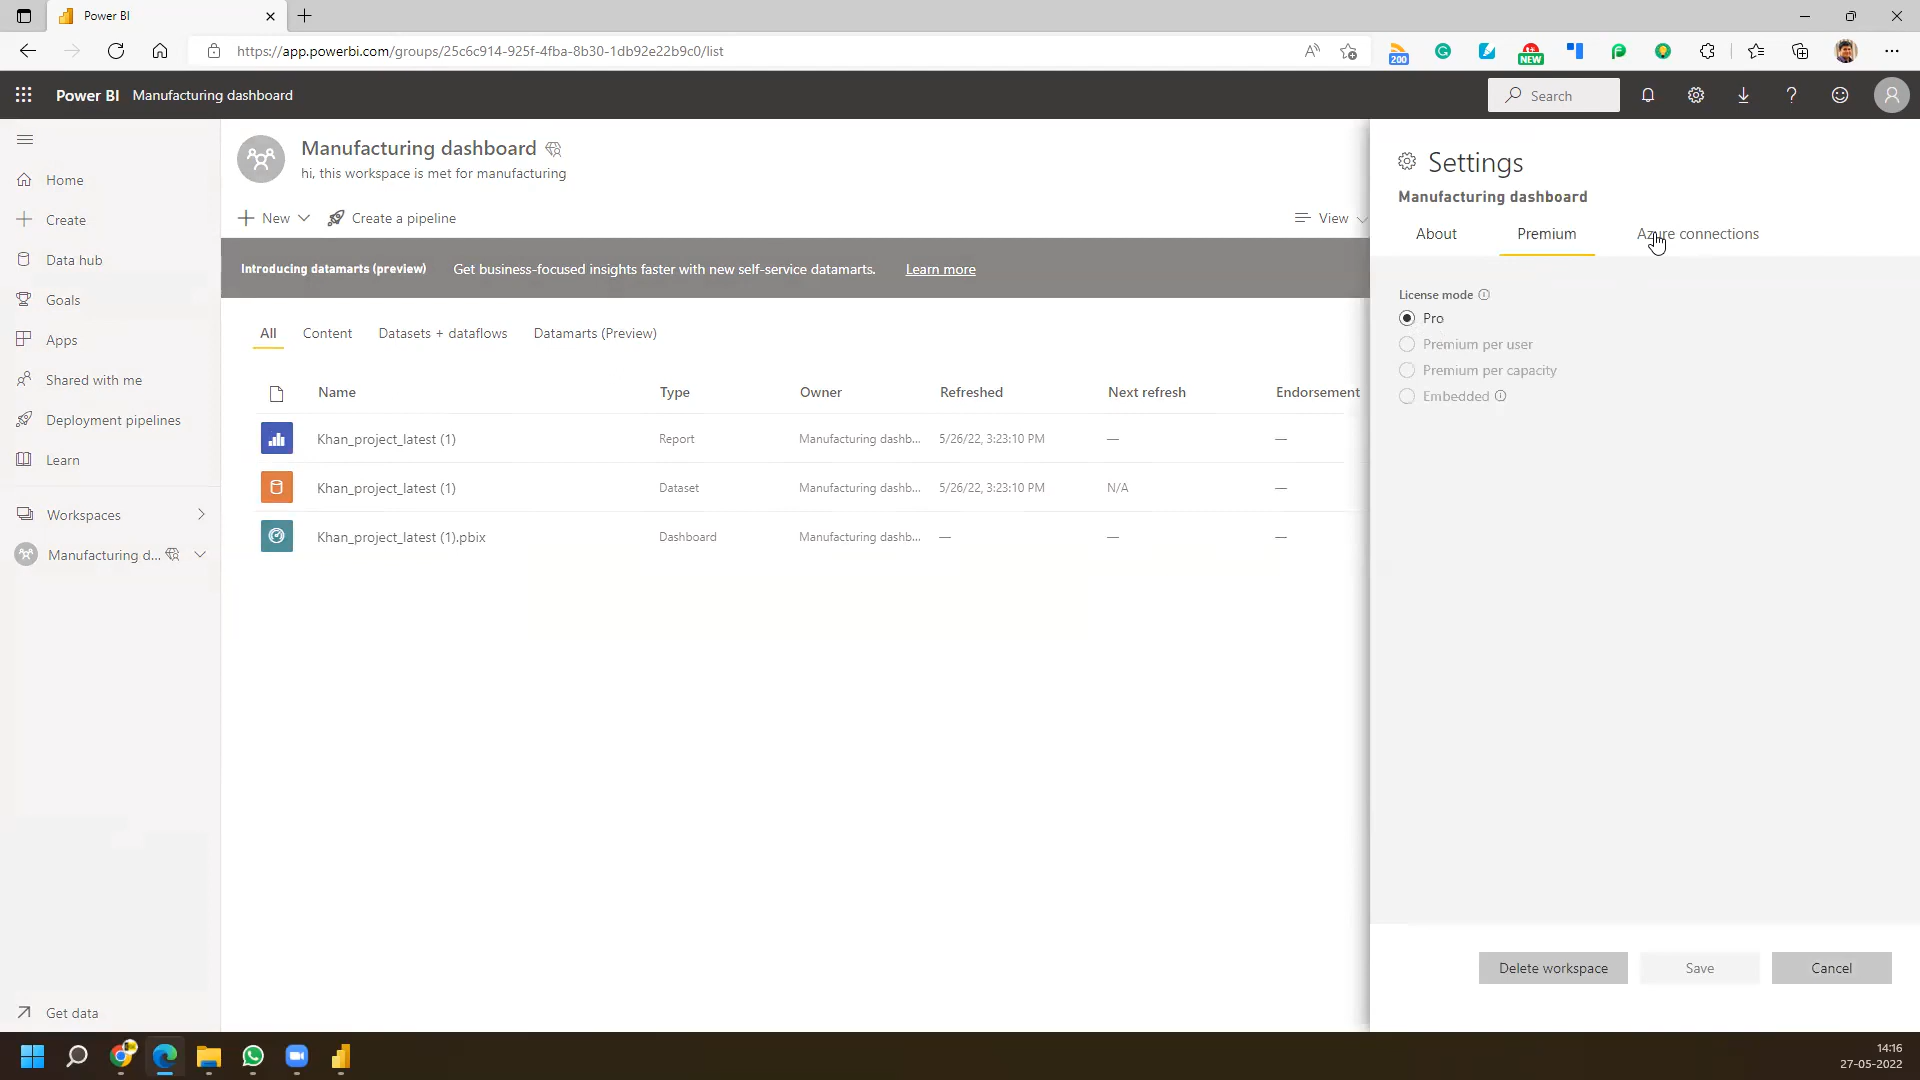 Power BI
https://app.powerbi.com/groups/25c6c914-925f-4fba-8b30-1db92e22b9c0/list
200
NEW
Power BI Manufacturing dashboard
Search
Home
Create
Data hub
Goals
Apps
Shared with me
Deployment pipelines
Learn
Workspaces
Manufacturing d...
Get data
Manufacturing dashboard
hi, this workspace is met for manufacturing
New
Create a pipeline
View
Introducing datamarts (preview) Get business-focused insights faster with new self-service datamarts. Learn more
All Content Datasets + dataflows Datamarts (Preview)
Name Type Owner Refreshed Next refresh Endorsement
Khan_project_latest (1) Report Manufacturing dashb... 5/26/22, 3:23:10 PM — —
Khan_project_latest (1) Dataset Manufacturing dashb... 5/26/22, 3:23:10 PM N/A —
Khan_project_latest (1).pbix Dashboard Manufacturing dashb... — — —
Settings
Manufacturing dashboard
About Premium Azure connections
License mode
Pro
Premium per user
Premium per capacity
Embedded
Delete workspace Save Cancel
14:16
27-05-2022